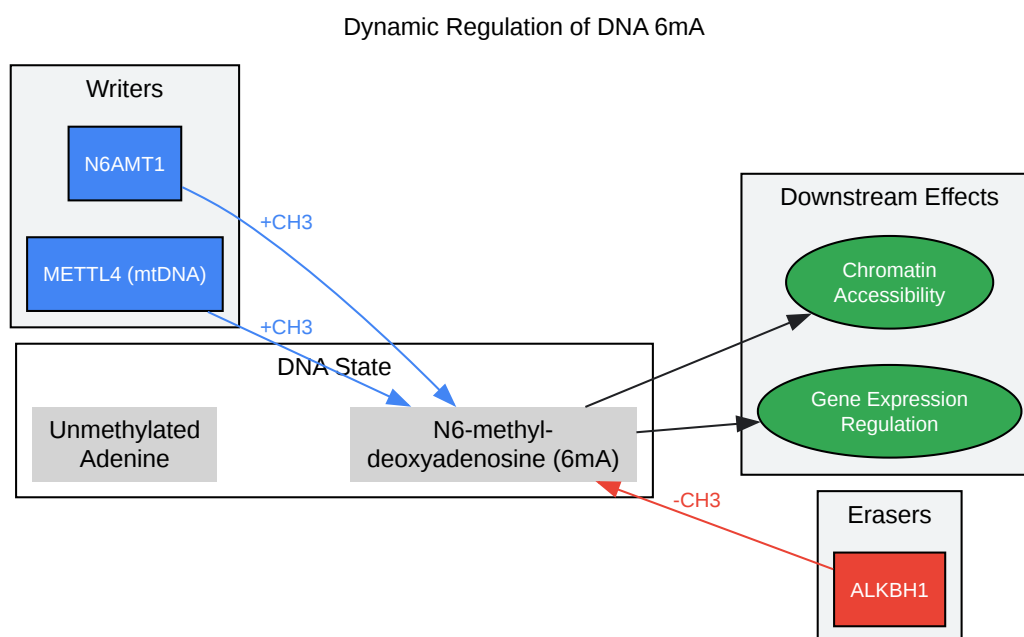 Dynamic Regulation of DNA 6mA
Writers
N6AMT1
+CH3
METTL4 (mtDNA)
+CH3
DNA State
Unmethylated
Adenine
N6-methyl-
deoxyadenosine (6mA)
Downstream Effects
Chromatin
Accessibility
Gene Expression
Regulation
-CH3
Erasers
ALKBH1